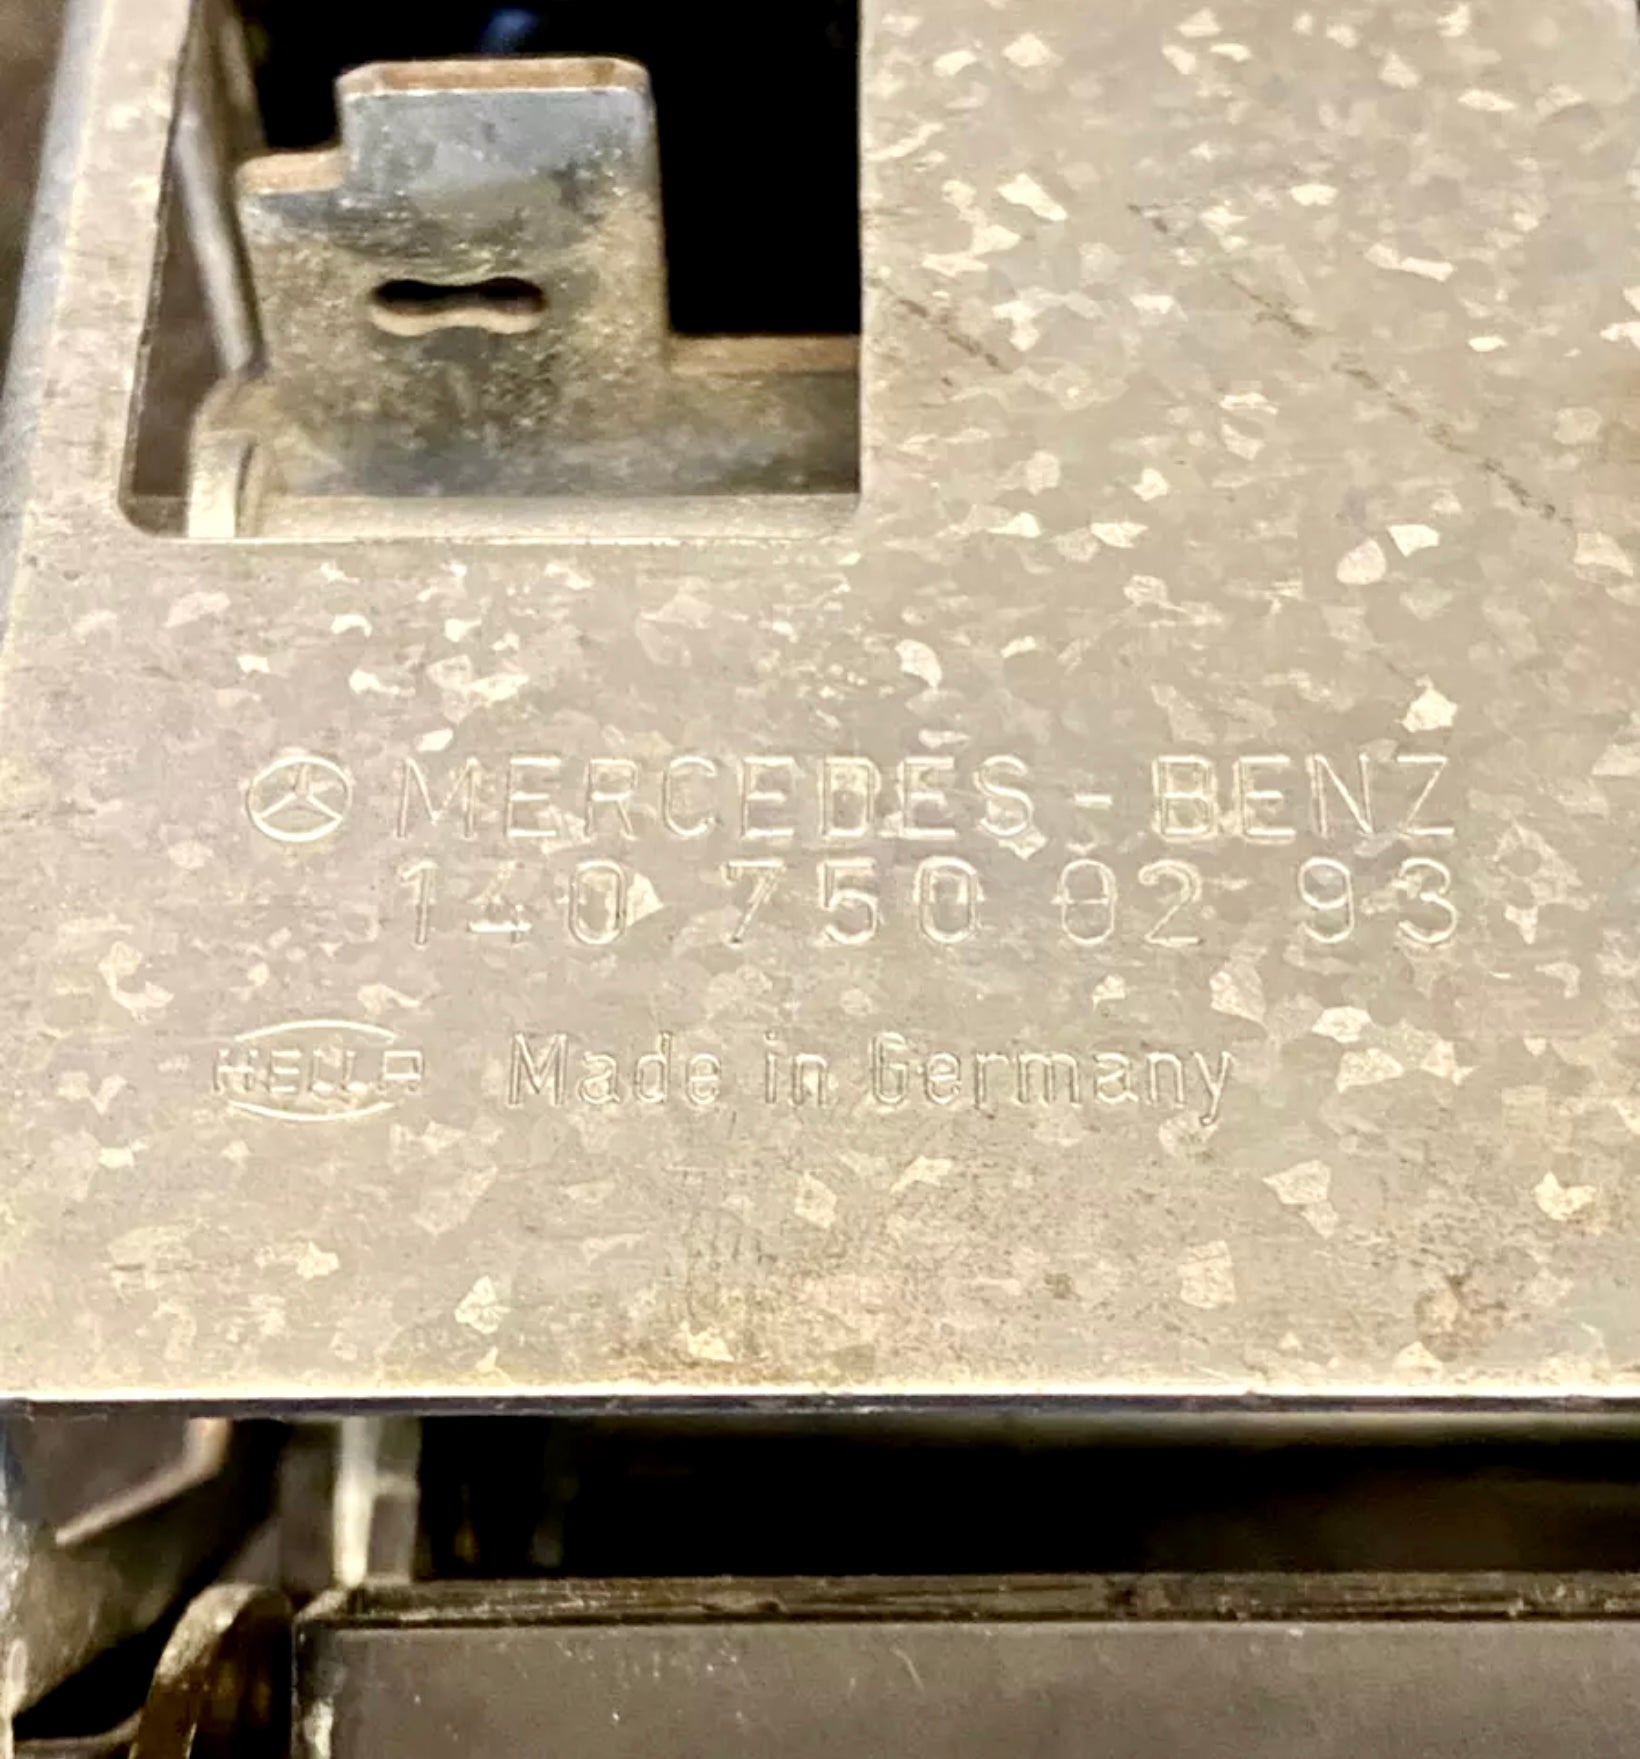 MERCEDES-BENZ
140 750 02 93
HELLA Made in Germany